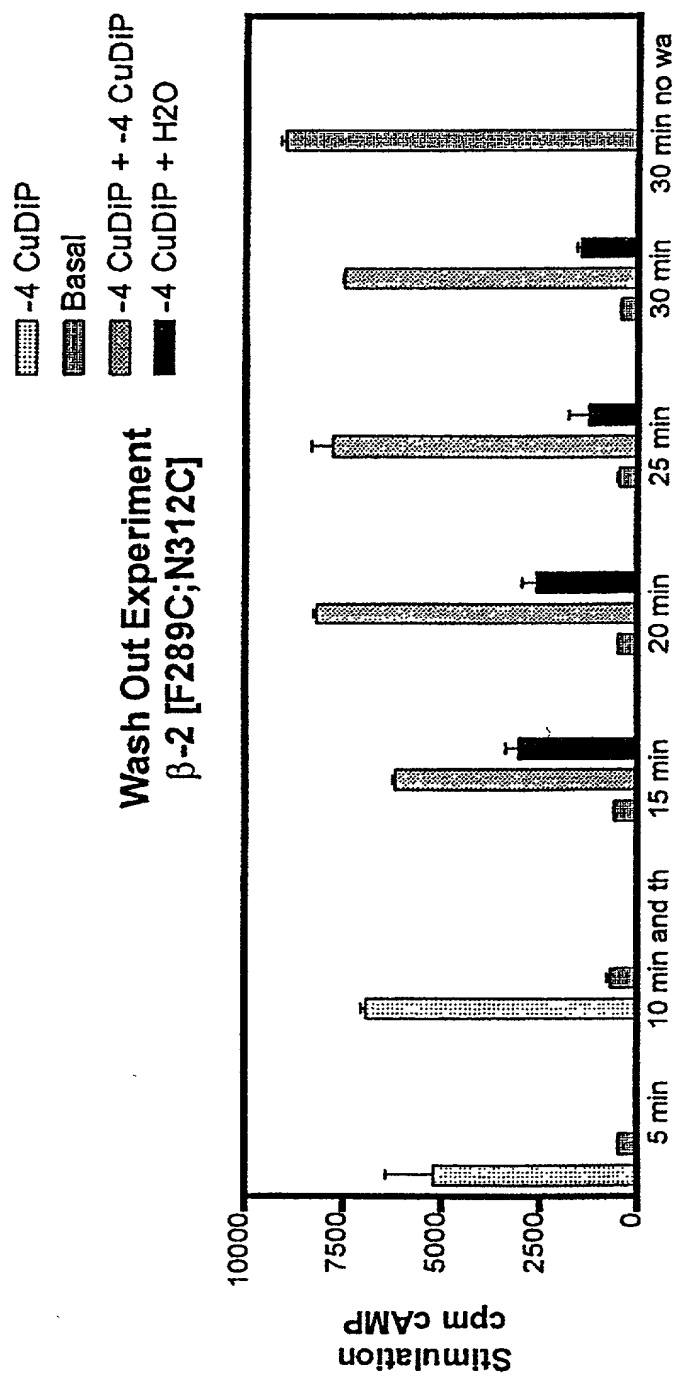 -4 CuDiP
Basal
-4 CuDiP + -4 CuDiP
-4 CuDiP + H2O
Wash Out Experiment
β-2 [F289C;N312C]
Stimulation
cpm cAMP
10000
7500
5000
2500
0
5 min
10 min and th
15 min
20 min
25 min
30 min
30 min no wa